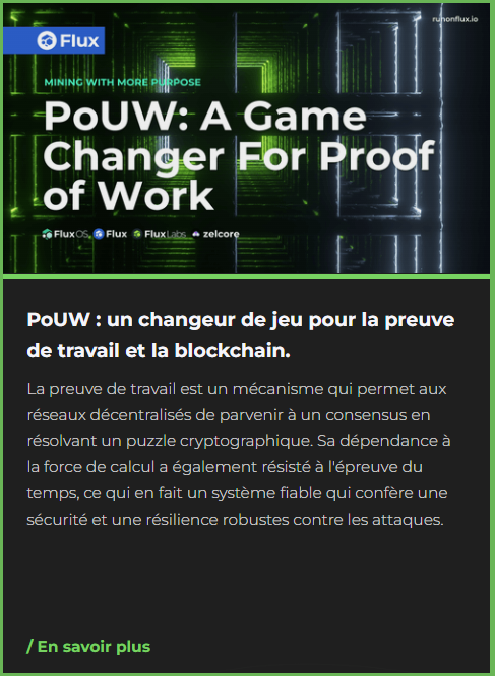 runonflux.io
Flux
MINING WITH MORE PURPOSE
PoUW: A Game
Changer For Proof
of Work
FluxOS Flux FluxLabs zelcore
PoUW : un changeur de jeu pour la preuve
de travail et la blockchain.
La preuve de travail est un mécanisme qui permet aux
réseaux décentralisés de parvenir à un consensus en
résolvant un puzzle cryptographique. Sa dépendance à
la force de calcul a également résisté à l'épreuve du
temps, ce qui en fait un système fiable qui confère une
sécurité et une résilience robustes contre les attaques.
/ En savoir plus